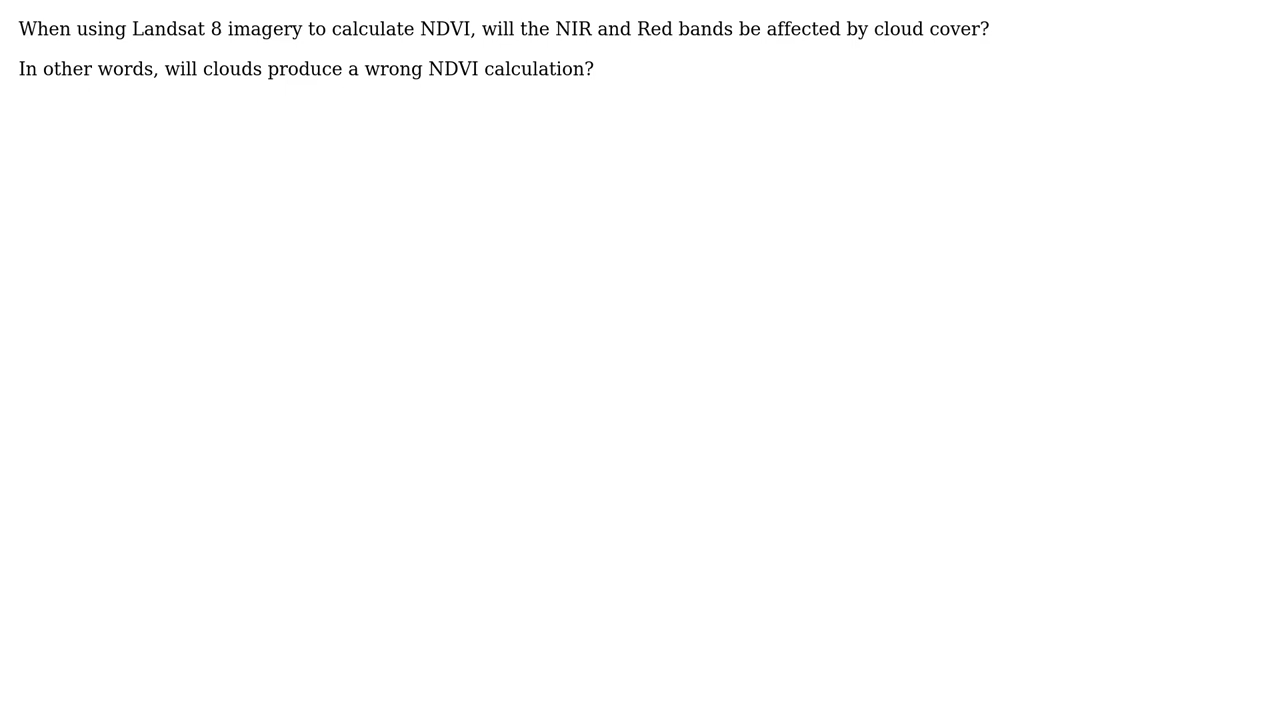 When using Landsat 8 imagery to calculate NDVI, will the NIR and Red bands be affected by cloud cover?
In other words, will clouds produce a wrong NDVI calculation?